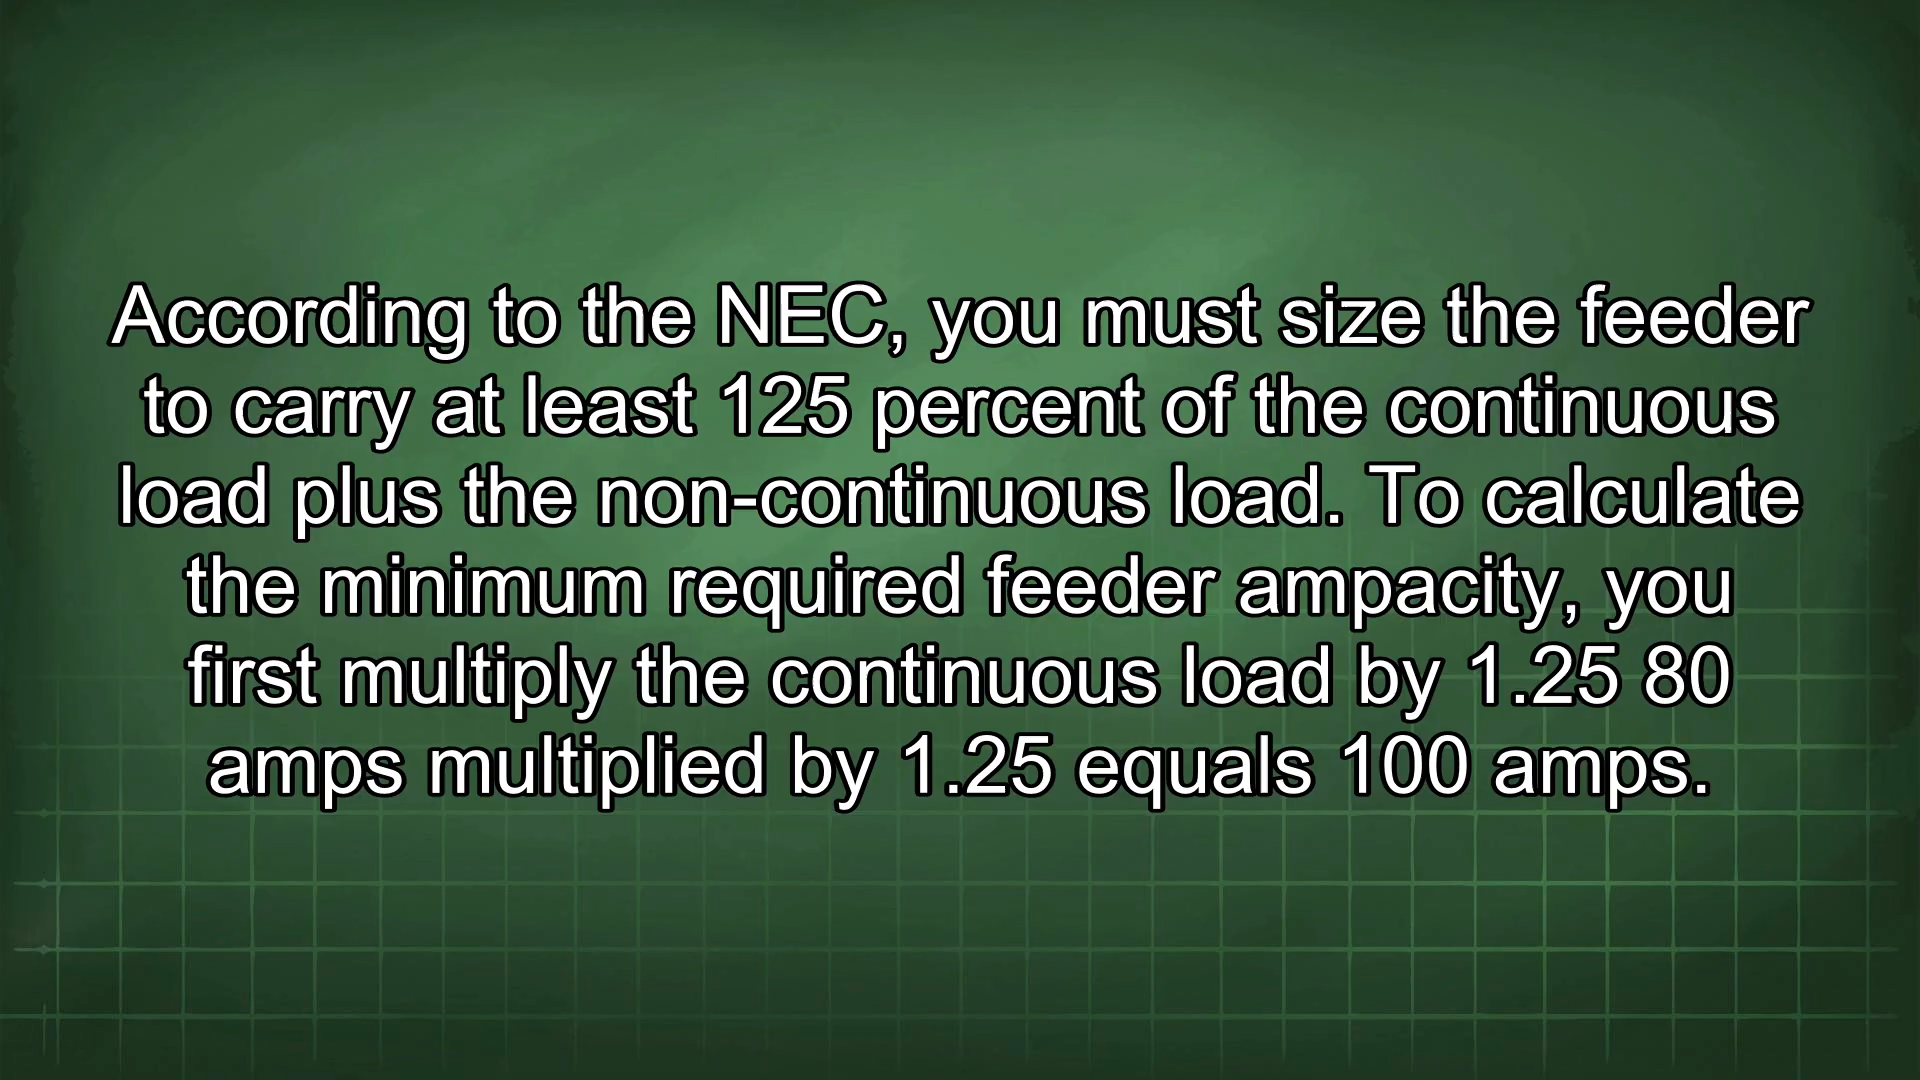 According to the NEC, you must size the feeder
to carry at least 125 percent of the continuous
load plus the non-continuous load. To calculate
the minimum required feeder ampacity, you
first multiply the continuous load by 1.25 80
amps multiplied by 1.25 equals 100 amps.